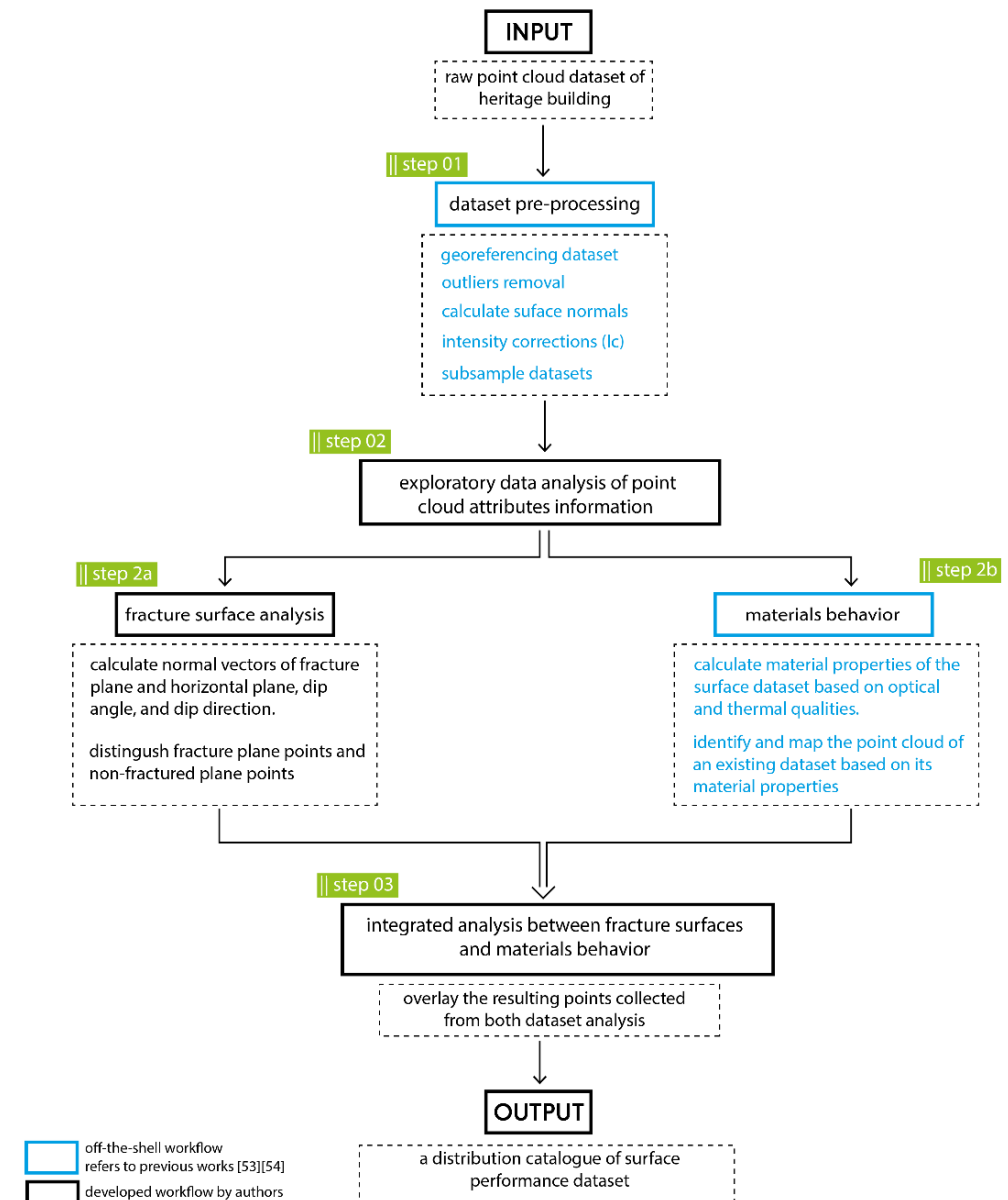 INPUT
raw point cloud dataset of
heritage building
|| step 01
dataset pre-processing
georeferencing dataset
outliers removal
calculate suface normals
intensity corrections (Ic)
subsample datasets
|| step 02
exploratory data analysis of point
cloud attributes information
|| step 2a
fracture surface analysis
calculate normal vectors of fracture
plane and horizontal plane, dip
angle, and dip direction.
distingush fracture plane points and
non-fractured plane points
|| step 2b
materials behavior
calculate material properties of the
surface dataset based on optical
and thermal qualities.
identify and map the point cloud of
an existing dataset based on its
material properties
|| step 03
integrated analysis between fracture surfaces
and materials behavior
overlay the resulting points collected
from both dataset analysis
OUTPUT
a distribution catalogue of surface
performance dataset
off-the-shell workflow
refers to previous works [53][54]
developed workflow by authors